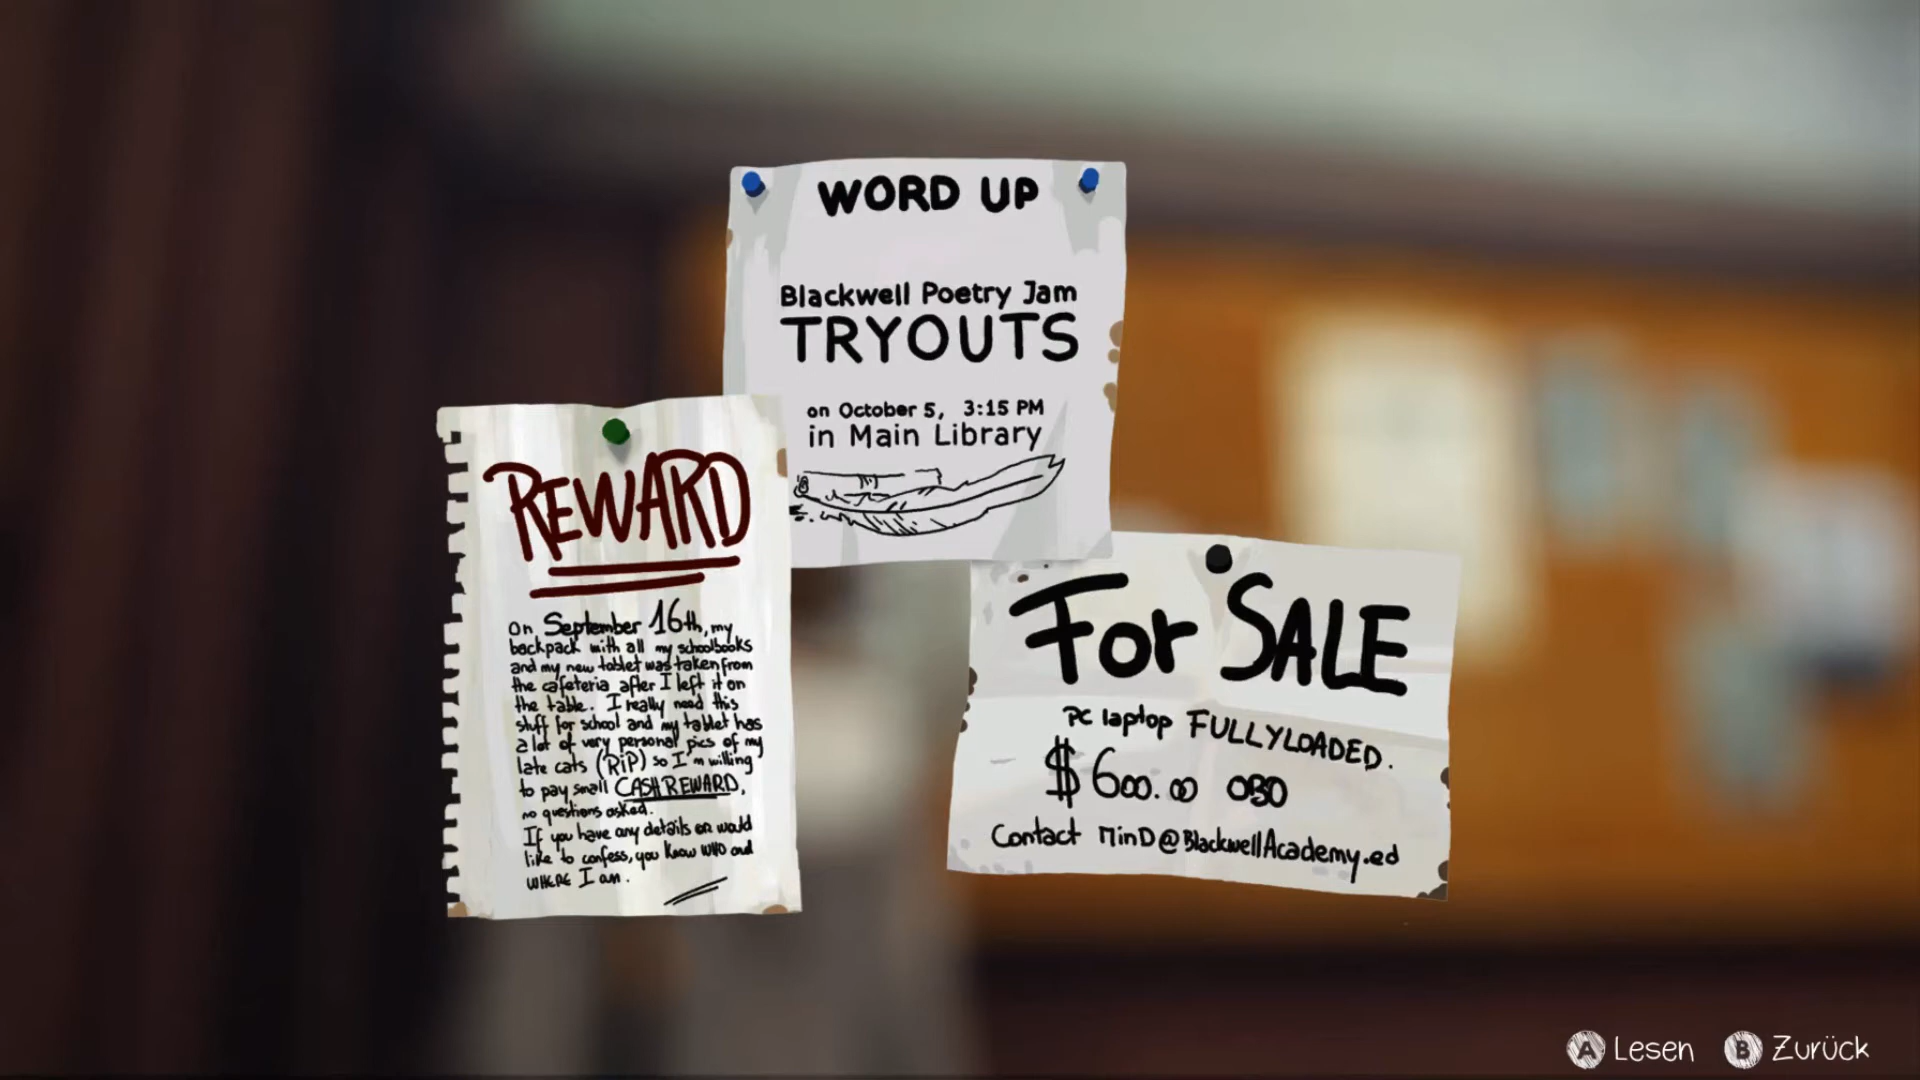 WORD UP
Blackwell Poetry Jam
TRYOUTS
on October 5, 3:15 PM
in Main Library
REWARD
On September 16th, my
backpack with all my schoolbooks
and my new tablet was taken from
the cafeteria after I left it on
the table. I really need this
stuff for school and my tablet has
a lot of very personal pics of my
late cats (RiP) so I'm willing
to pay small CASH REWARD,
no questions asked.
If you have any details or would
like to confess, you know WHO and
WHERE I am.
For SALE
PC laptop FULLYLOADED.
$600.00 OBO
Contact MinD@BlackwellAcademy.ed
A Lesen B Zurück